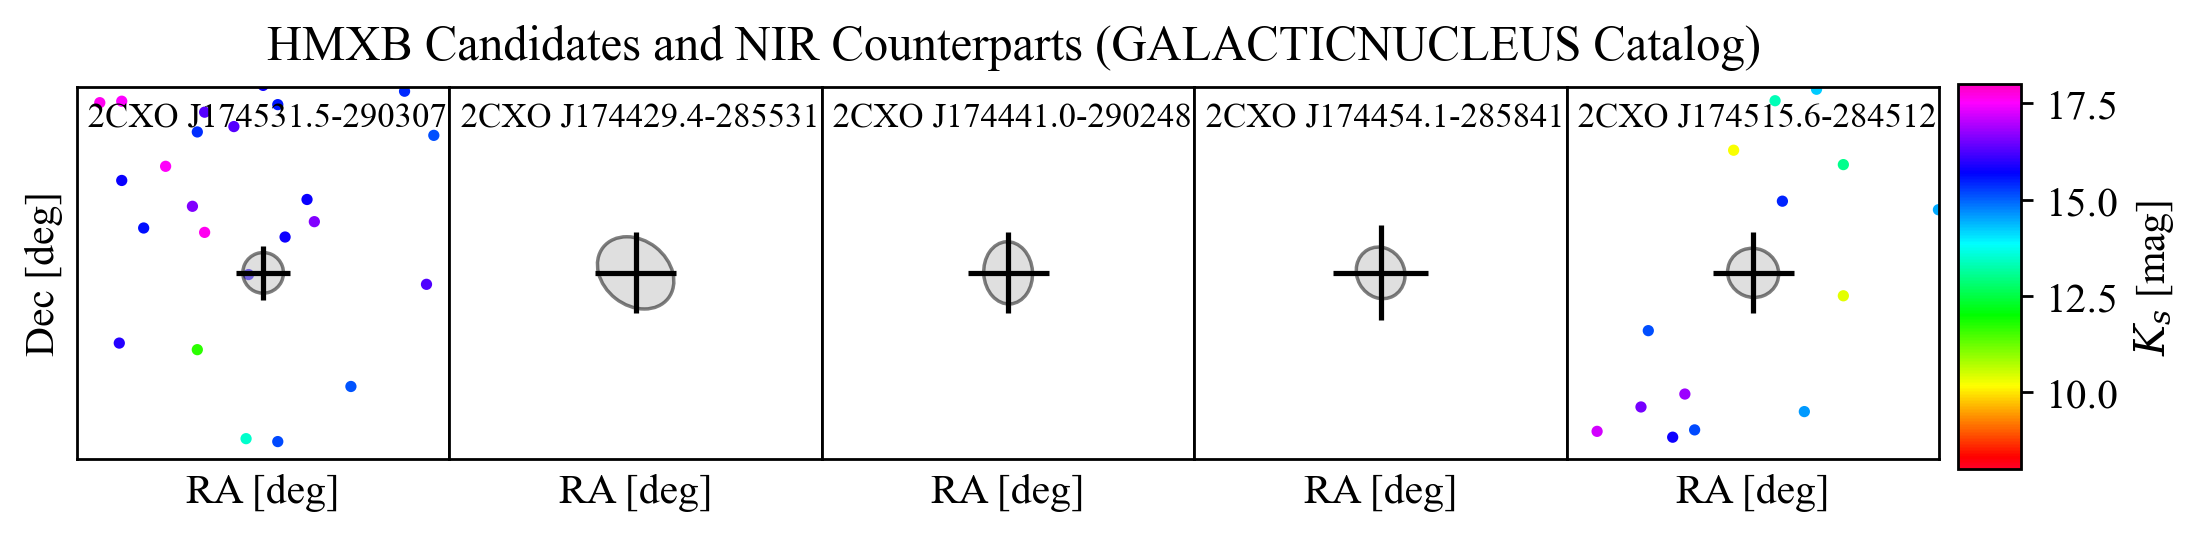 HMXB Candidates and NIR Counterparts (GALACTICNUCLEUS Catalog)
2CXO J174531.5-290307
2CXO J174429.4-285531
2CXO J174441.0-290248
2CXO J174454.1-285841
2CXO J174515.6-284512
Dec [deg]
RA [deg]
RA [deg]
RA [deg]
RA [deg]
RA [deg]
17.5
15.0
12.5
10.0
Ks [mag]